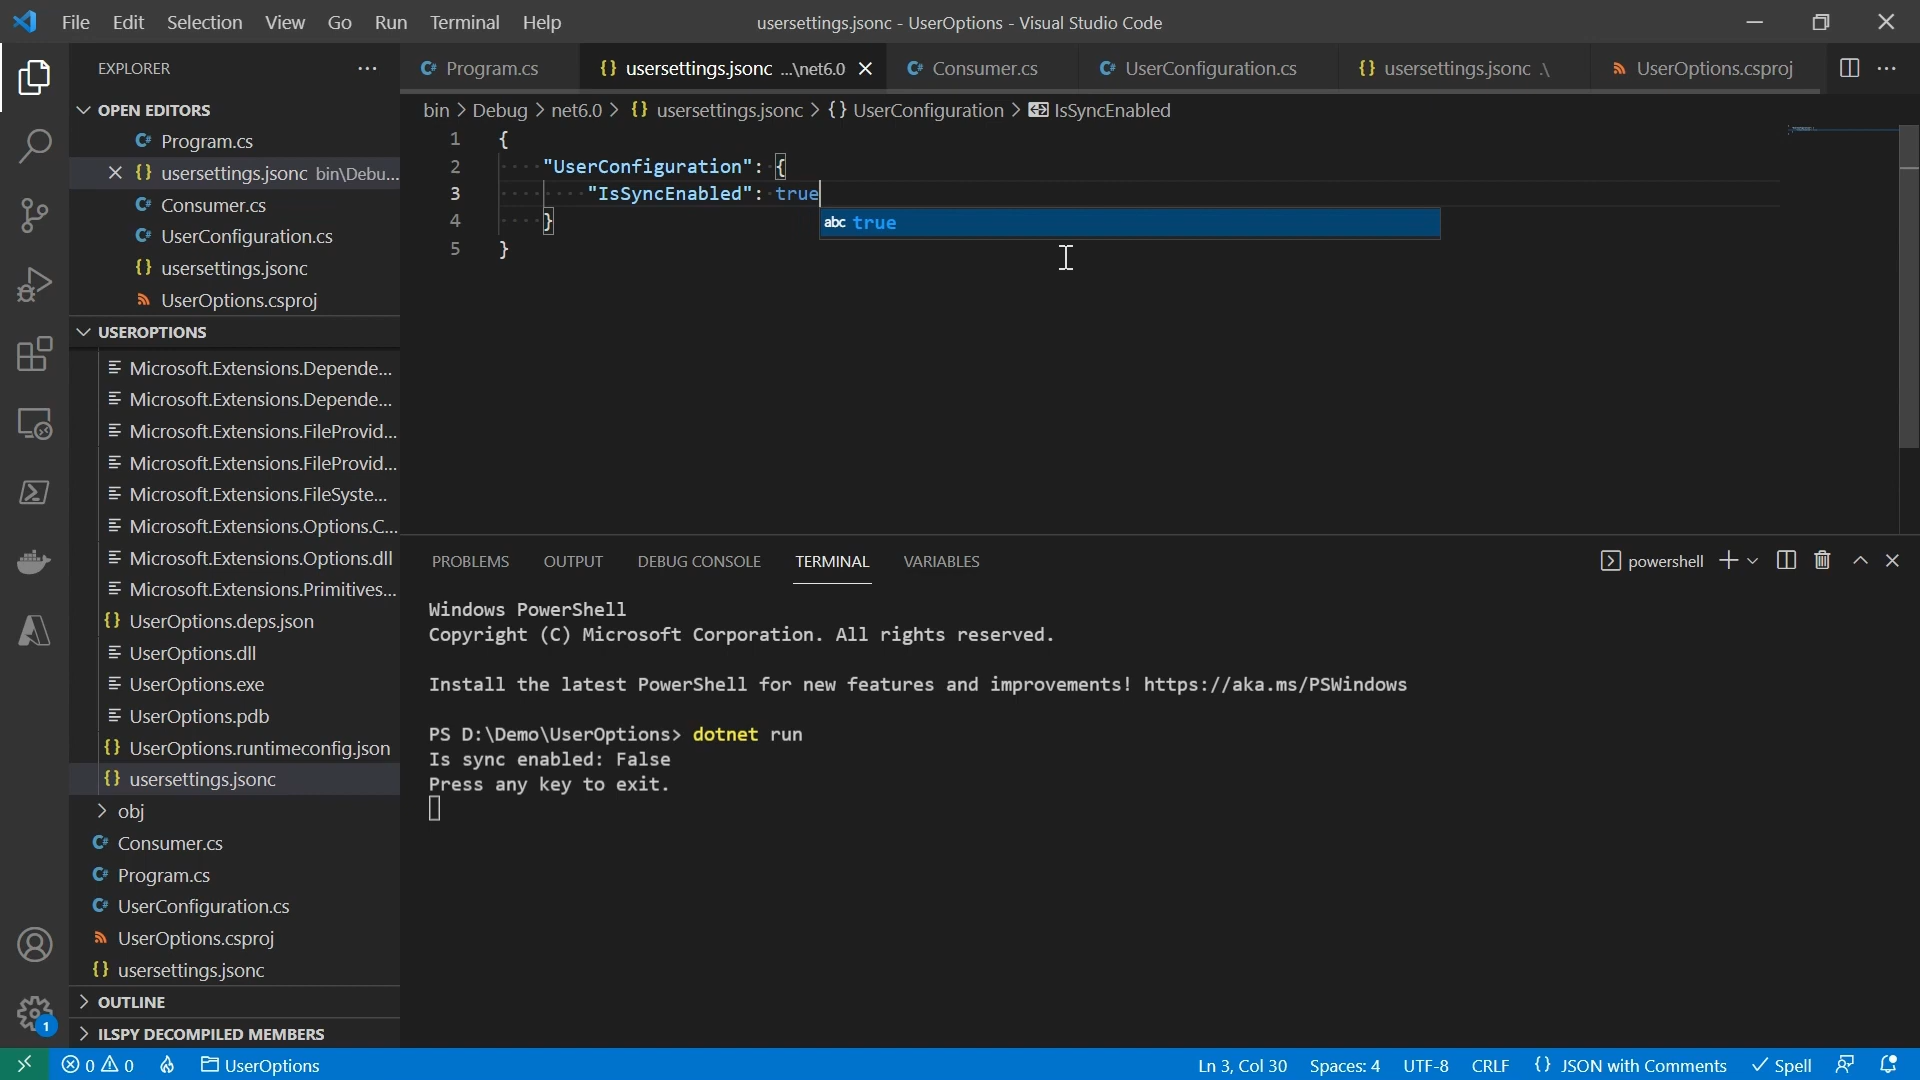 File Edit Selection View Go Run Terminal Help
usersettings.jsonc - UserOptions - Visual Studio Code
EXPLORER
Program.cs
usersettings.jsonc ...\net6.0
Consumer.cs
UserConfiguration.cs
usersettings.jsonc .\
UserOptions.csproj
OPEN EDITORS
Program.cs
usersettings.jsonc bin\Debu...
Consumer.cs
UserConfiguration.cs
usersettings.jsonc
UserOptions.csproj
USEROPTIONS
Microsoft.Extensions.Depende...
Microsoft.Extensions.Depende...
Microsoft.Extensions.FileProvid...
Microsoft.Extensions.FileProvid...
Microsoft.Extensions.FileSyste...
Microsoft.Extensions.Options.C...
Microsoft.Extensions.Options.dll
Microsoft.Extensions.Primitives...
UserOptions.deps.json
UserOptions.dll
UserOptions.exe
UserOptions.pdb
UserOptions.runtimeconfig.json
usersettings.jsonc
obj
Consumer.cs
Program.cs
UserConfiguration.cs
UserOptions.csproj
usersettings.jsonc
OUTLINE
ILSPY DECOMPILED MEMBERS
bin > Debug > net6.0 > {} usersettings.jsonc > {} UserConfiguration > IsSyncEnabled
1 {
2 "UserConfiguration": {
3 "IsSyncEnabled": true
abc true
4 }
5 }
PROBLEMS OUTPUT DEBUG CONSOLE TERMINAL VARIABLES
powershell
Windows PowerShell
Copyright (C) Microsoft Corporation. All rights reserved.
Install the latest PowerShell for new features and improvements! https://aka.ms/PSWindows
PS D:\Demo\UserOptions> dotnet run
Is sync enabled: False
Press any key to exit.
1
0 0 UserOptions
Ln 3, Col 30 Spaces: 4 UTF-8 CRLF {} JSON with Comments Spell